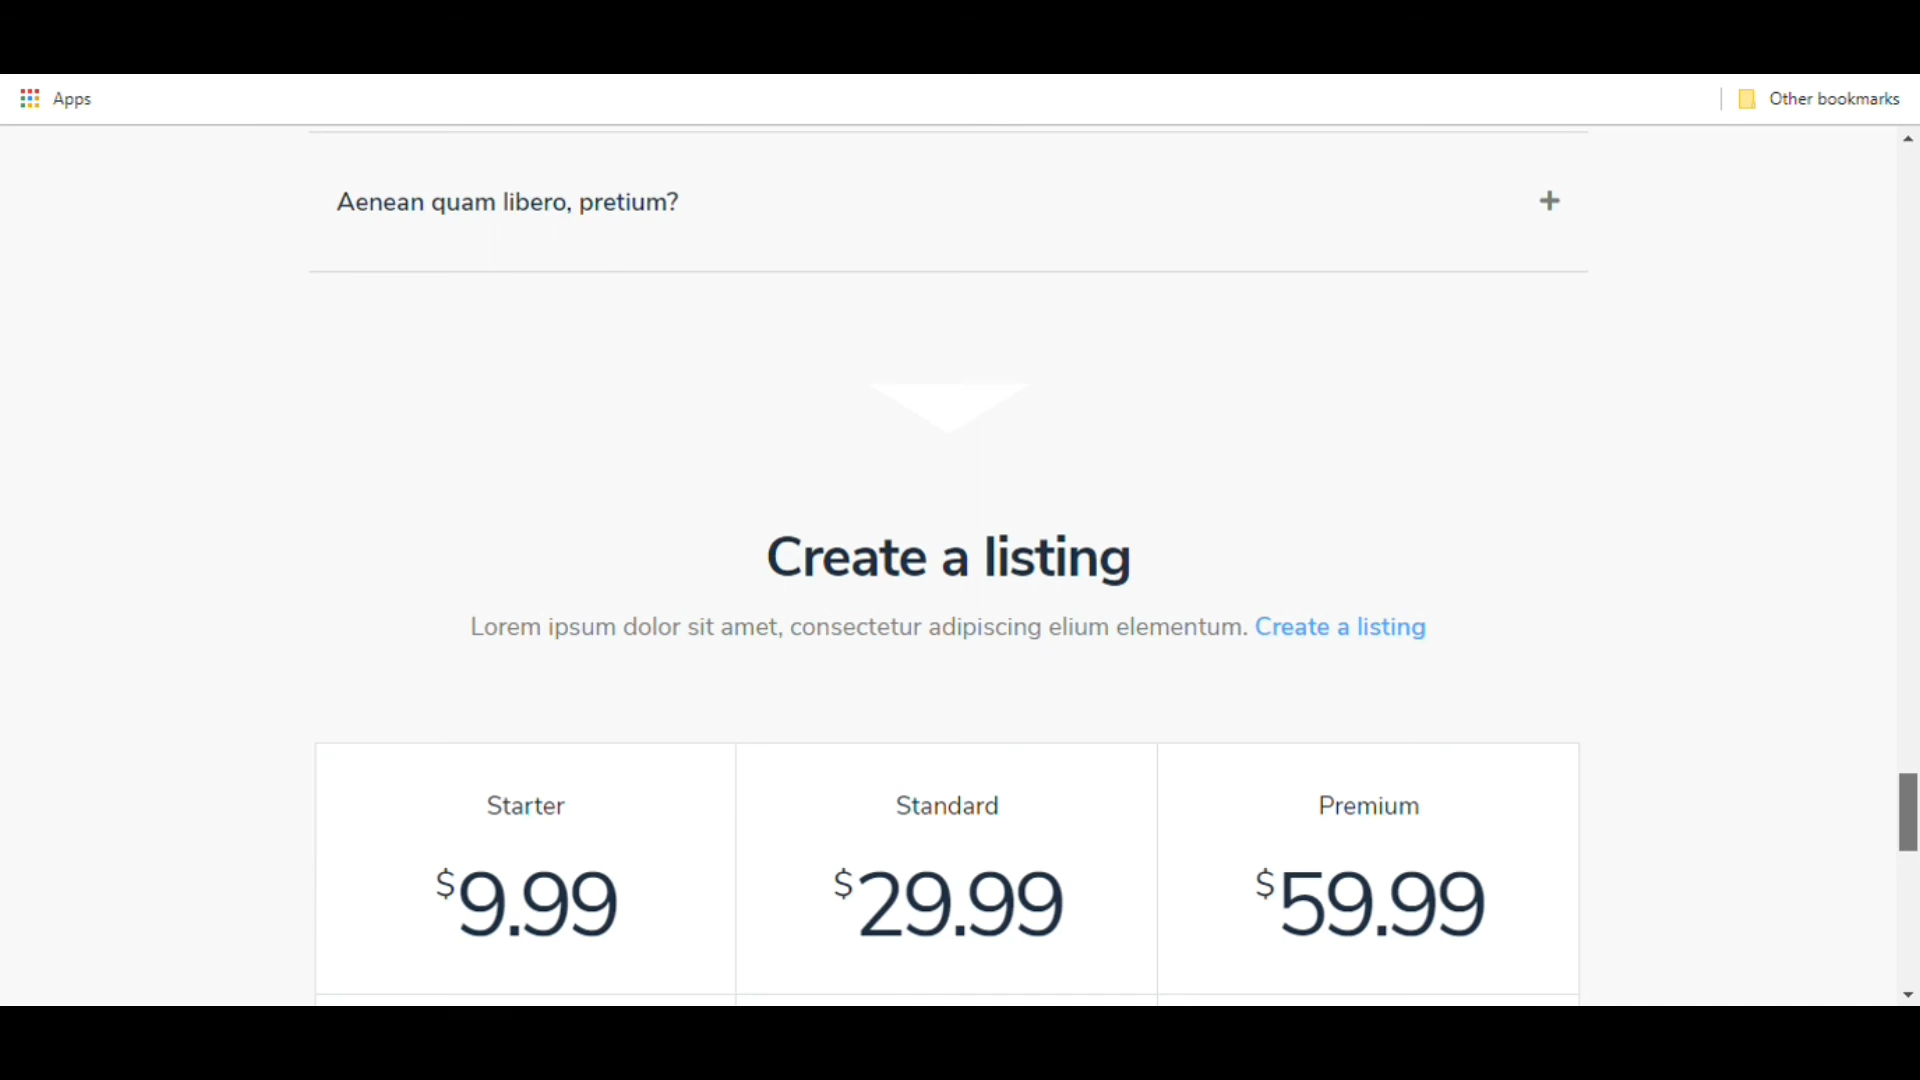 Apps
Other bookmarks
Aenean quam libero, pretium?
+
Create a listing
Lorem ipsum dolor sit amet, consectetur adipiscing elium elementum. Create a listing
Starter
Standard
Premium
$9.99
$29.99
$59.99